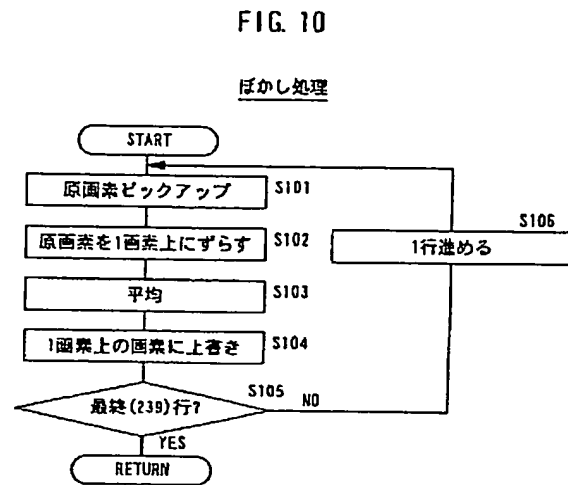 FIG. 10
ぼかし処理
START
原画素ピックアップ
S101
原画素を1画素上にずらす
S102
平均
S103
1画素上の画素に上書き
S104
最終(239)行?
S105
NO
YES
RETURN
S106
1行進める